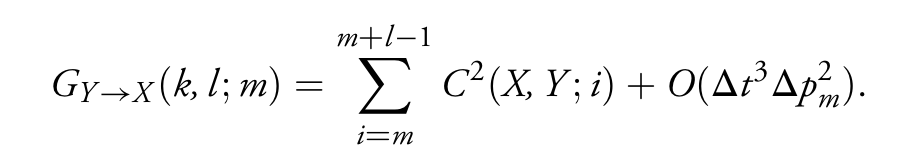 G_{Y→X}(k, l; m) = \sum_{i=m}^{m+l−1} C^2(X, Y; i) + O(Δt^3 Δp_m^2).